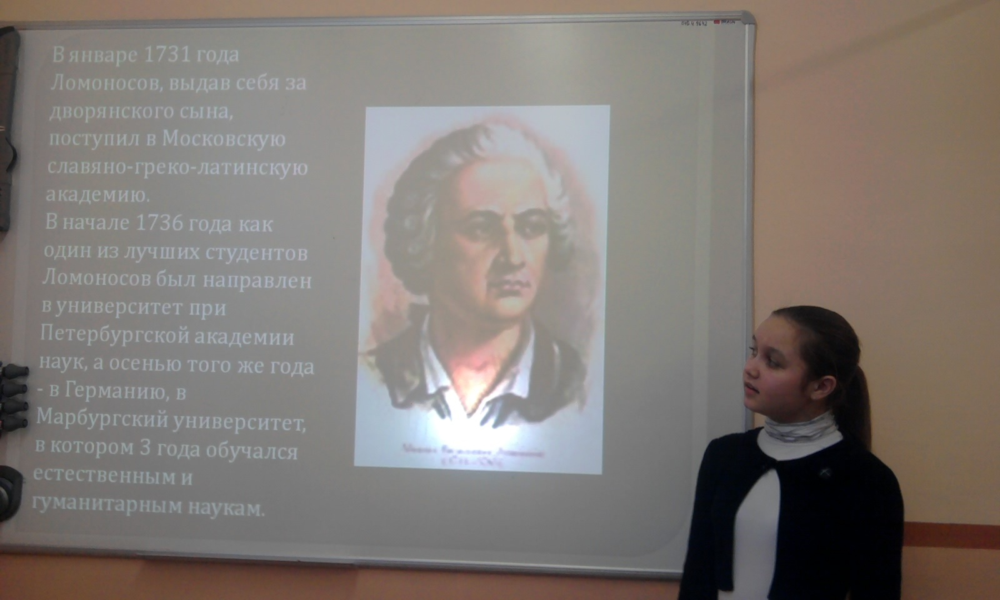 В январе 1731 года
Ломоносов, выдав себя за
дворянского сына,
поступил в Московскую
славяно-греко-латинскую
академию.
В начале 1736 года как
один из лучших студентов
Ломоносов был направлен
в университет при
Петербургской академии
наук, а осенью того же года
- в Германию, в
Марбургский университет,
в котором 3 года обучался
естественным и
гуманитарным наукам.